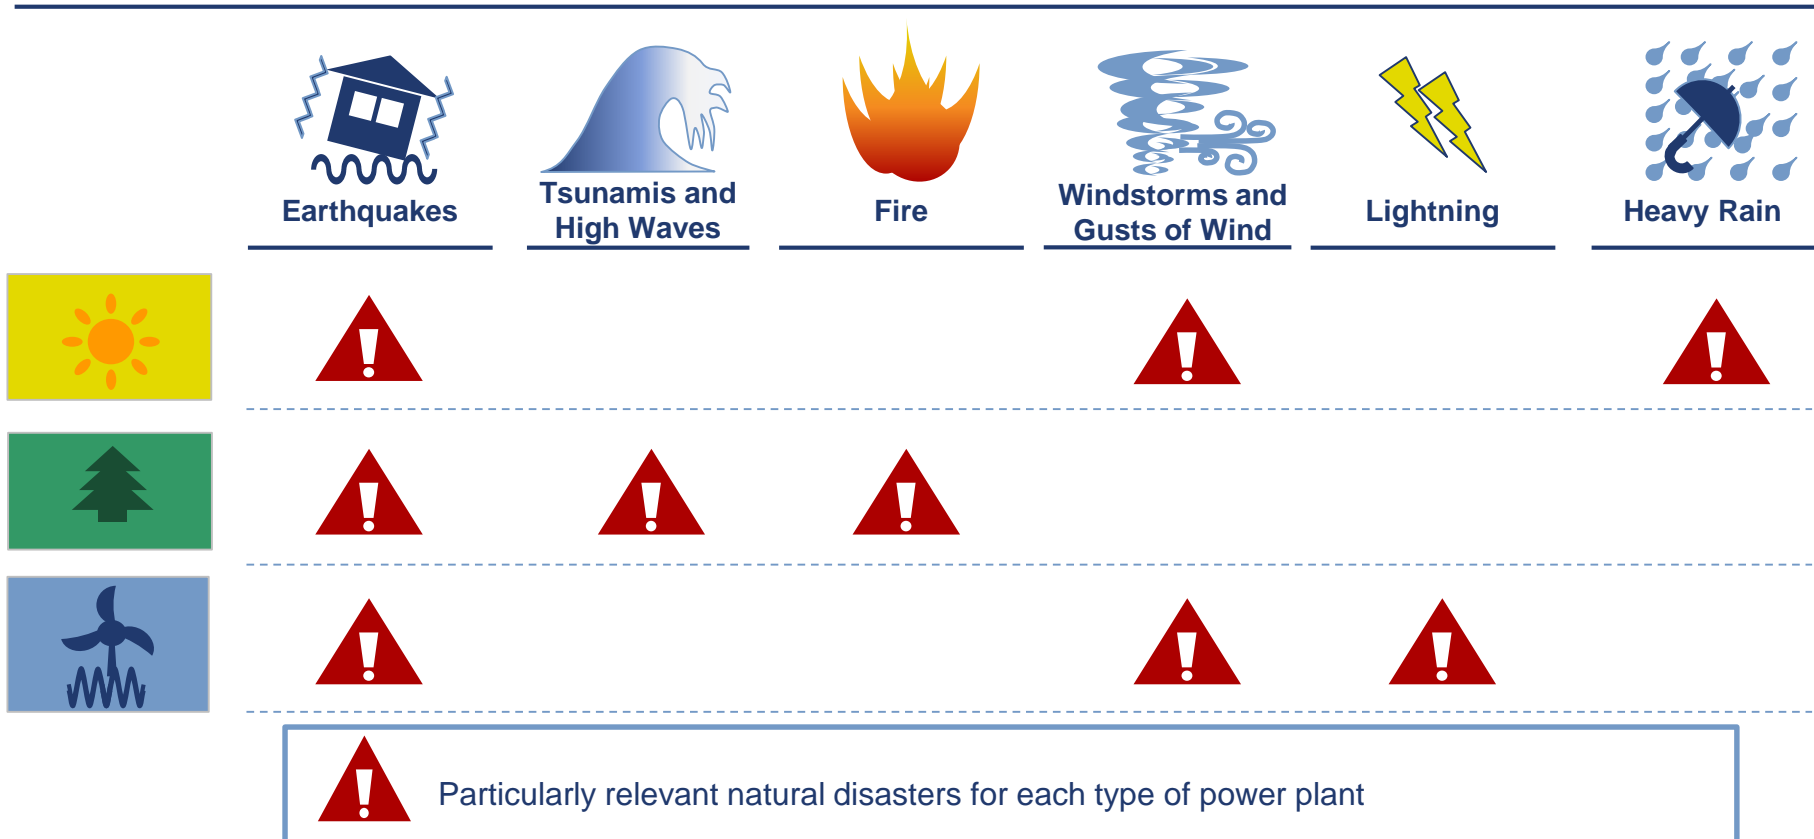 Earthquakes
Tsunamis and
High Waves
Fire
Windstorms and
Gusts of Wind
Lightning
Heavy Rain
Particularly relevant natural disasters for each type of power plant